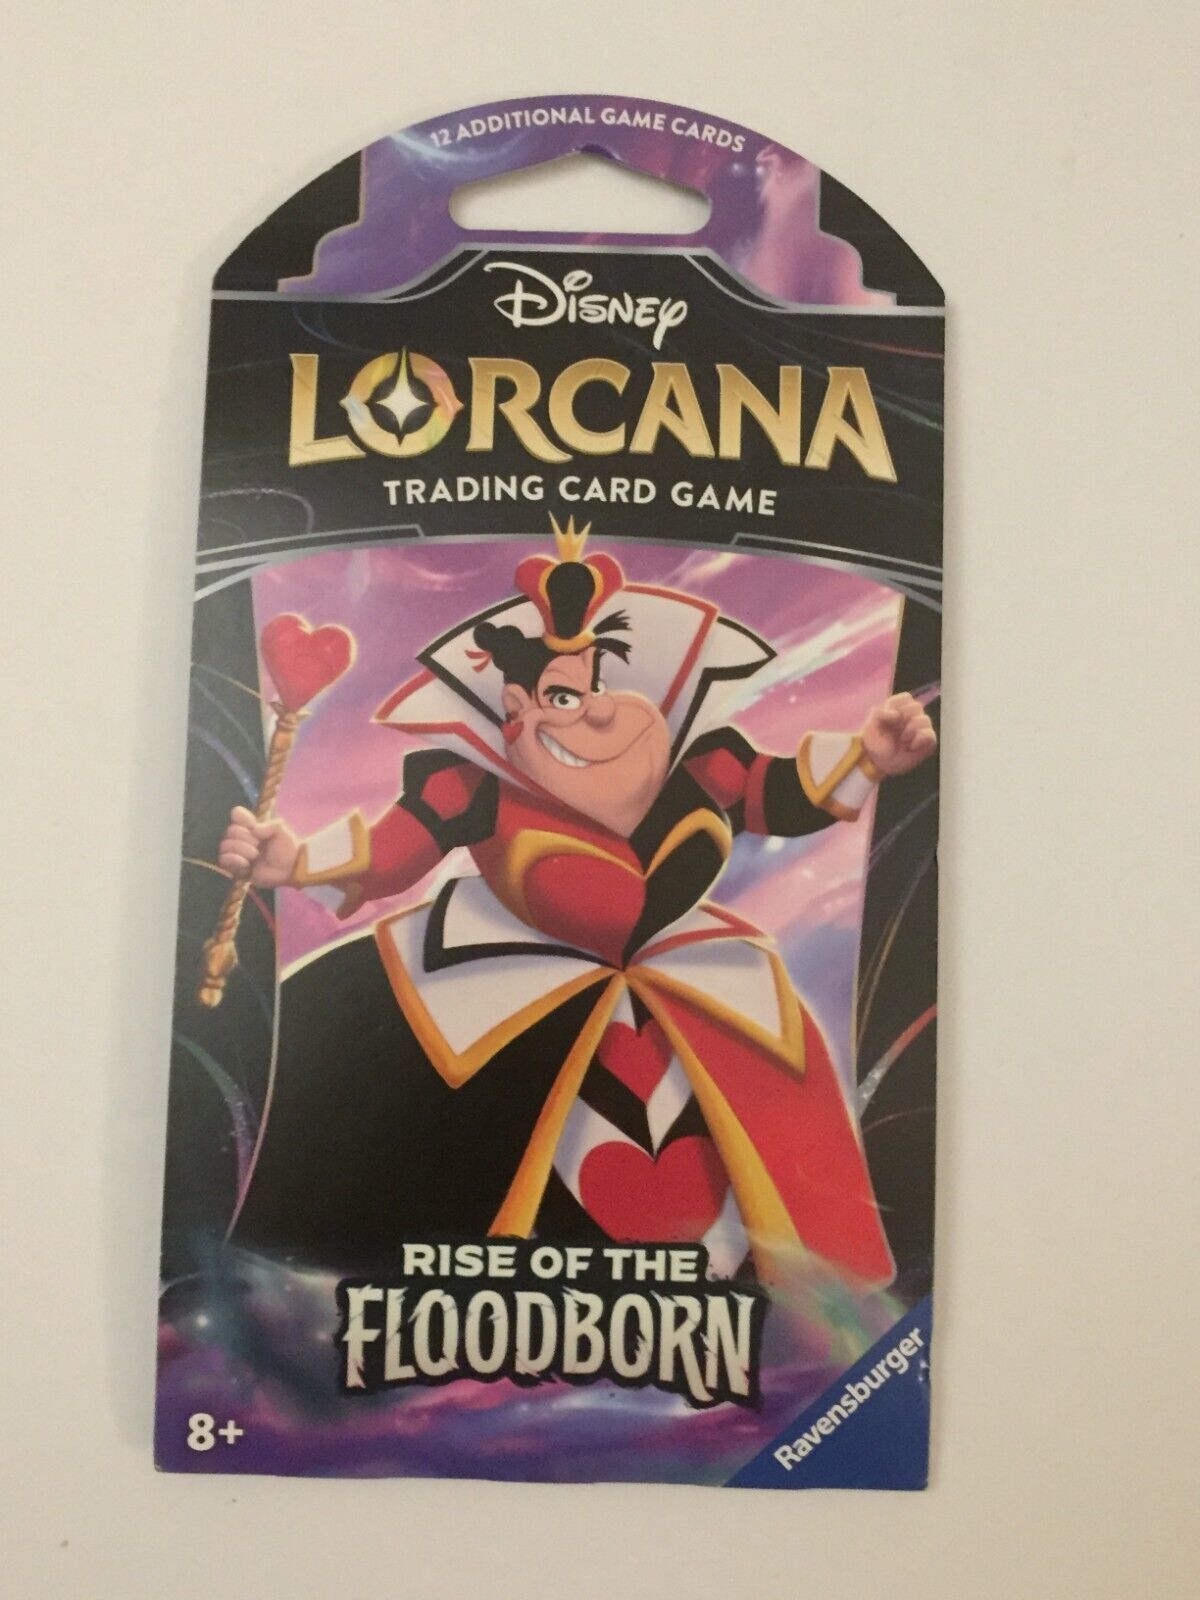 12 ADDITIONAL GAME CARDS
Disney
LORCANA
TRADING CARD GAME
RISE OF THE
FLOODBORN
8+
Ravensburger